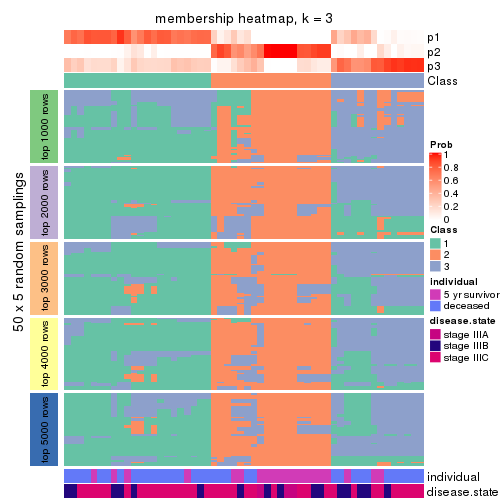 membership heatmap, k = 3
p1
p2
p3
Class
50 x 5 random samplings
top 1000 rows
top 2000 rows
top 3000 rows
top 4000 rows
top 5000 rows
individual
disease.state
Prob
1
0.8
0.6
0.4
0.2
0
Class
1
2
3
individual
5 yr survivor
deceased
disease.state
stage IIIA
stage IIIB
stage IIIC